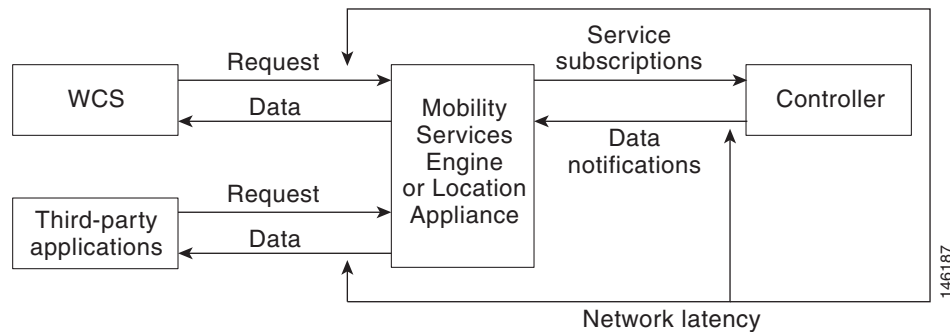 WCS
Request
Data
Third-party
applications
Request
Data
Mobility
Services
Engine
or Location
Appliance
Service
subscriptions
Data
notifications
Controller
Network latency
146187